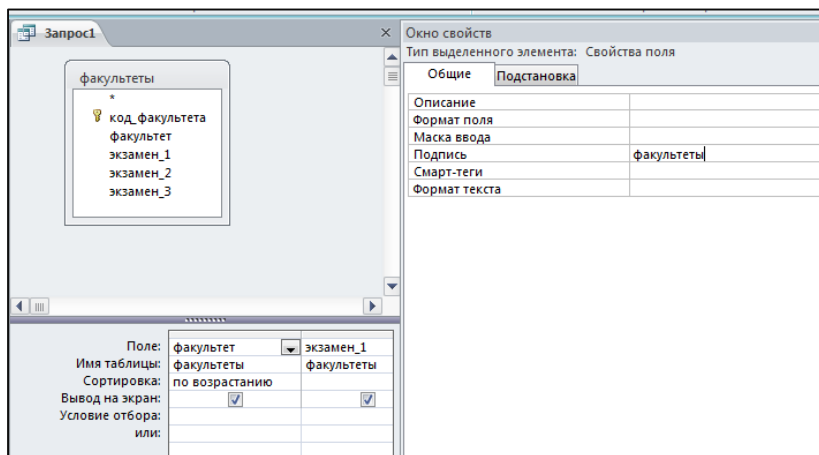 Запрос1
факультеты
*
код_факультета
факультет
экзамен_1
экзамен_2
экзамен_3
Поле: факультет экзамен_1
Имя таблицы: факультеты факультеты
Сортировка: по возрастанию
Вывод на экран:
Условие отбора:
или:
Окно свойств
Тип выделенного элемента: Свойства поля
Общие Подстановка
Описание
Формат поля
Маска ввода
Подпись факультеты
Смарт-теги
Формат текста